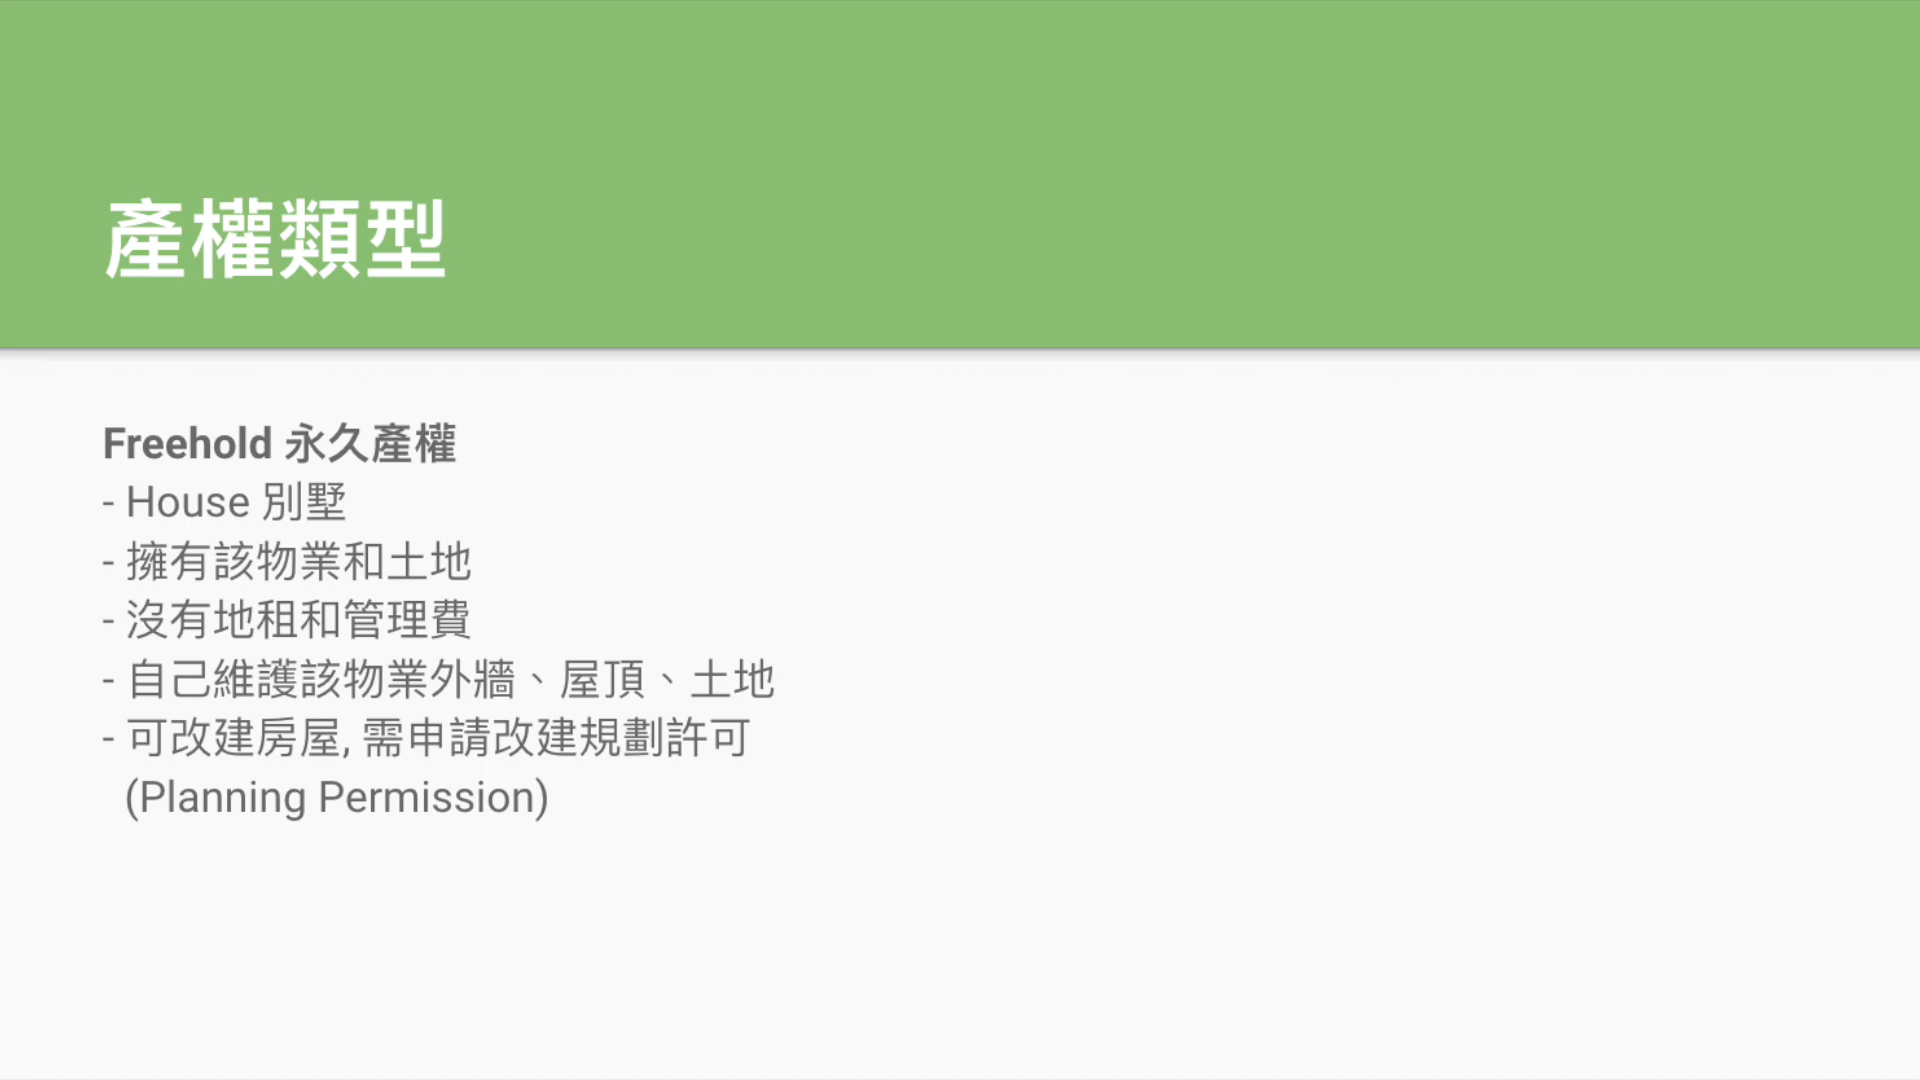 產權類型
Freehold 永久產權
- House 別墅
- 擁有該物業和土地
- 沒有地租和管理費
- 自己維護該物業外牆、屋頂、土地
- 可改建房屋, 需申請改建規劃許可
(Planning Permission)